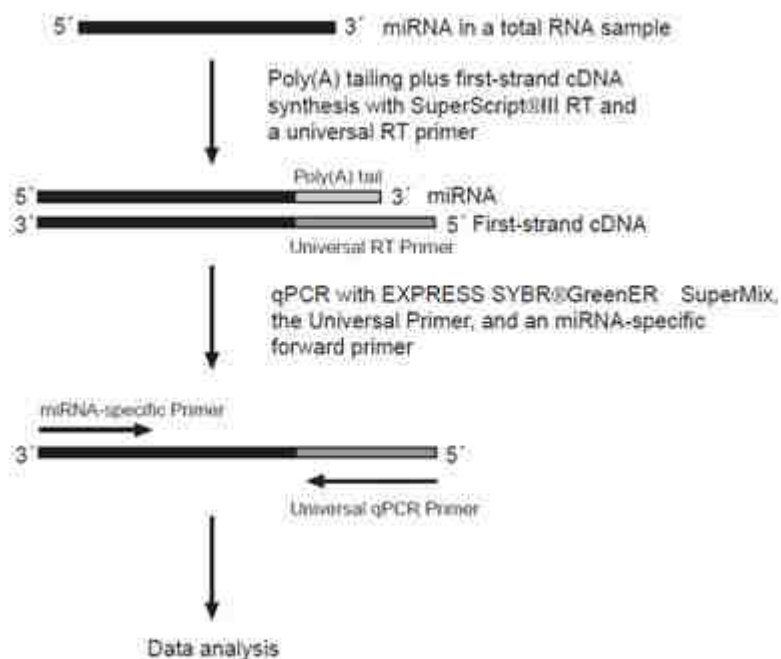 5´ 3´ miRNA in a total RNA sample
Poly(A) tailing plus first-strand cDNA
synthesis with SuperScript®III RT and
a universal RT primer
Poly(A) tail
5´ 3´ miRNA
3´ 5´ First-strand cDNA
Universal RT Primer
qPCR with EXPRESS SYBR®GreenER SuperMix,
the Universal Primer, and an miRNA-specific
forward primer
miRNA-specific Primer
3´ 5´
Universal qPCR Primer
Data analysis